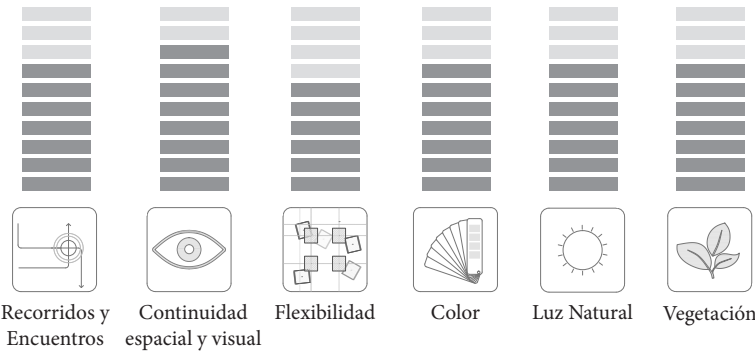 Recorridos y
Encuentros
Continuidad
espacial y visual
Flexibilidad
Color
Luz Natural
Vegetación